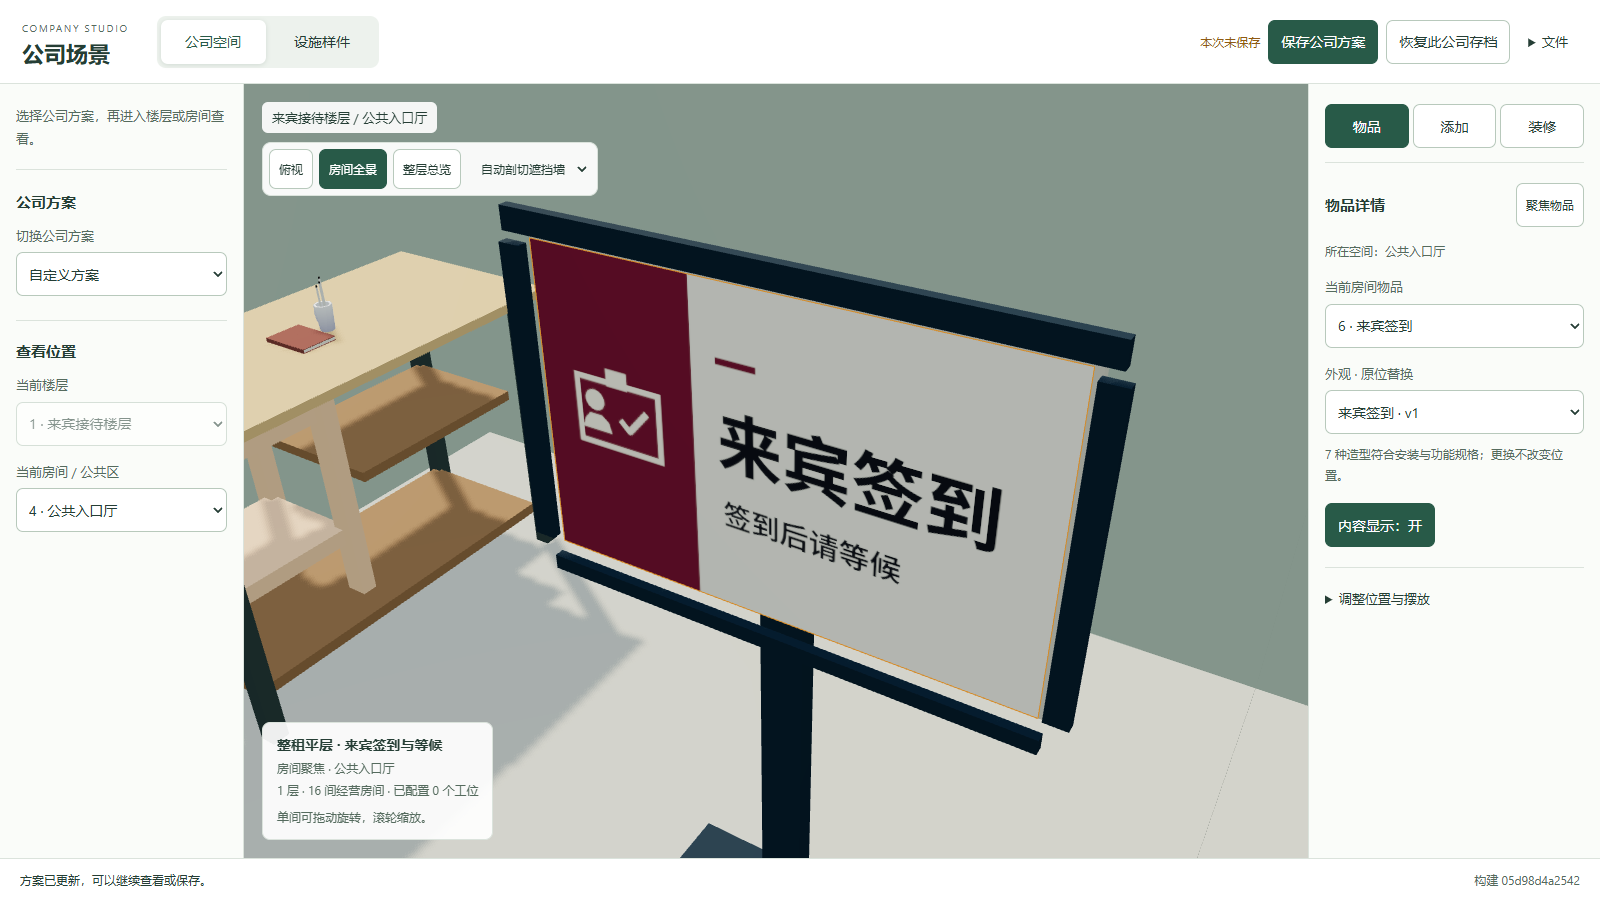 COMPANY STUDIO
公司场景
公司空间
设施样件
本次未保存
保存公司方案
恢复此公司存档
文件
选择公司方案，再进入楼层或房间查看。
公司方案
切换公司方案
自定义方案
查看位置
当前楼层
1 · 来宾接待楼层
当前房间 / 公共区
4 · 公共入口厅
来宾接待楼层 / 公共入口厅
俯视
房间全景
整层总览
自动剖切遮挡墙
来宾签到
签到后请等候
整租平层 · 来宾签到与等候
房间聚焦 · 公共入口厅
1 层 · 16 间经营房间 · 已配置 0 个工位
单间可拖动旋转，滚轮缩放。
物品
添加
装修
物品详情
聚焦物品
所在空间：公共入口厅
当前房间物品
6 · 来宾签到
外观 · 原位替换
来宾签到 · v1
7 种造型符合安装与功能规格；更换不改变位置。
内容显示：开
调整位置与摆放
方案已更新，可以继续查看或保存。
构建 05d98d4a2542